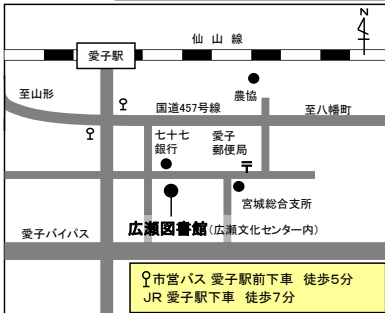 仙山線
N
愛子駅
農協
至山形
国道457号線
至八幡町
七十七
銀行
愛子
郵便局
〒
宮城総合支所
広瀬図書館(広瀬文化センター内)
愛子バイパス
市営バス 愛子駅前下車 徒歩5分
JR 愛子駅下車 徒歩7分